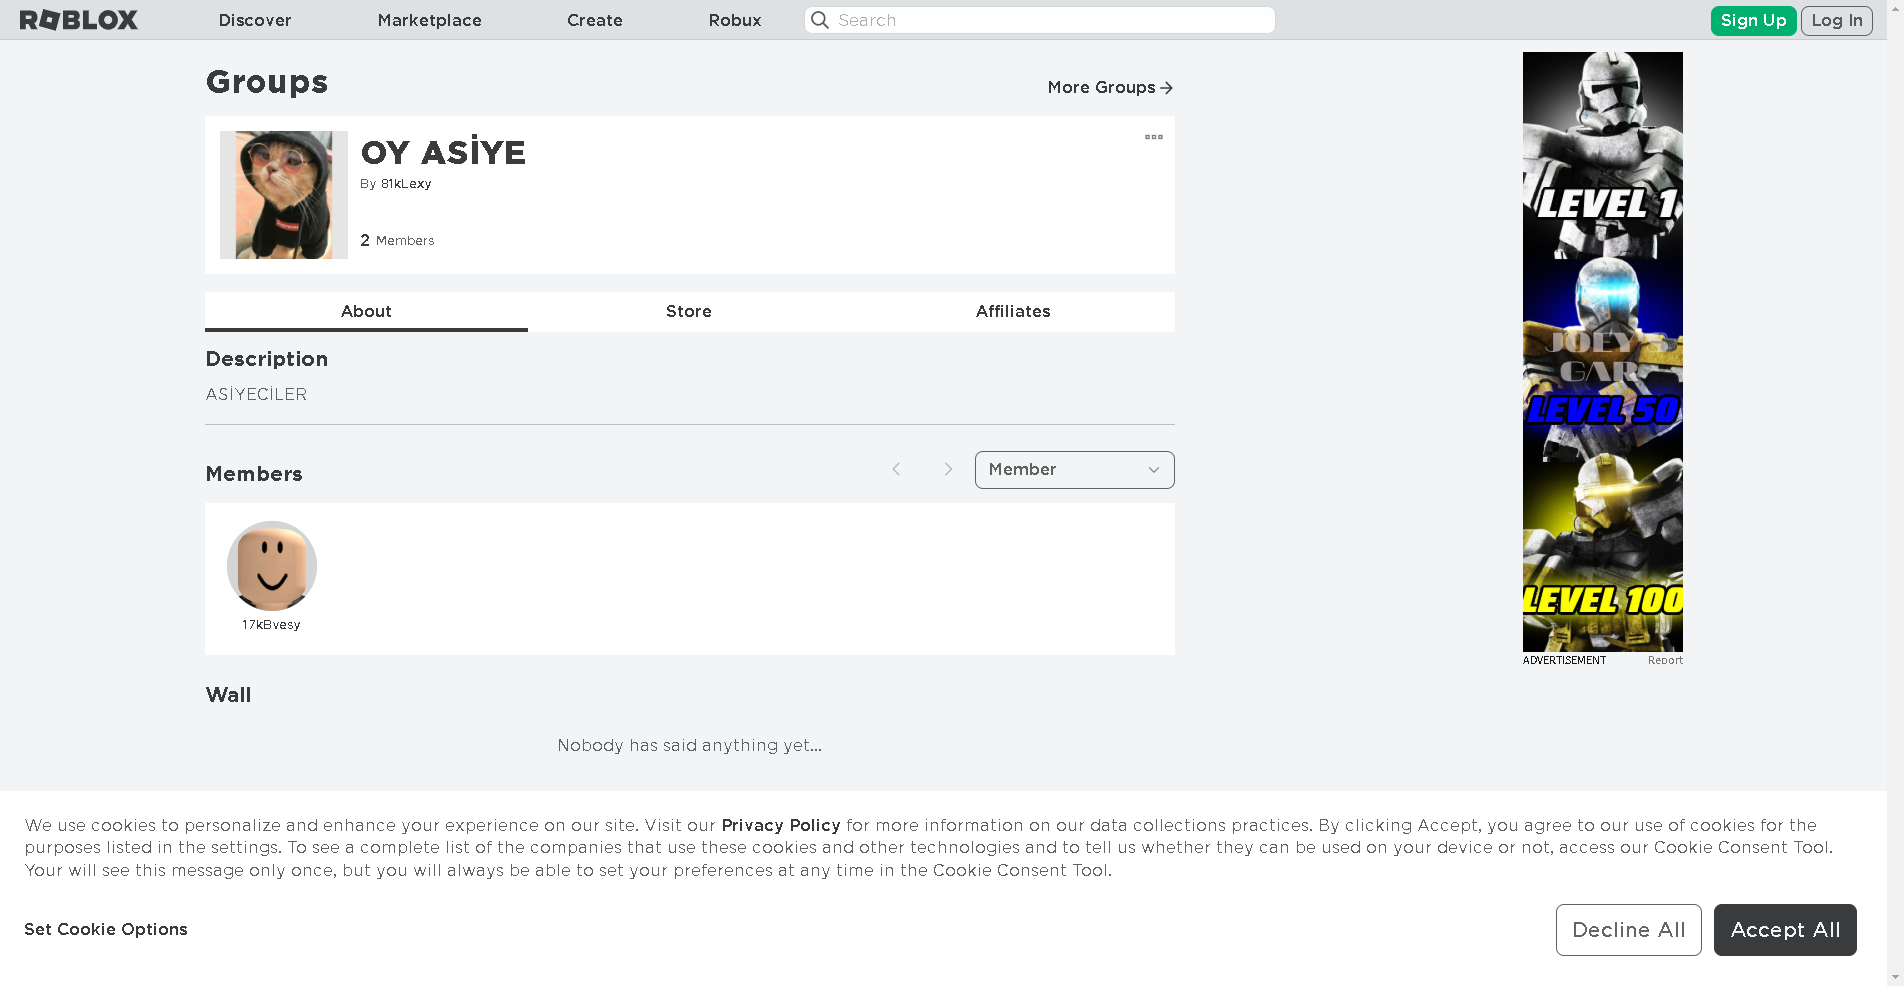 ROBLOX
Discover
Marketplace
Create
Robux
Search
Sign Up
Log In
Groups
More Groups
OY ASİYE
By 81kLexy
2 Members
About
Store
Affiliates
Description
ASİYECİLER
Members
Member
17kBvesy
Wall
Nobody has said anything yet...
LEVEL 1
JOEY'S
GAR
LEVEL 50
LEVEL 100
ADVERTISEMENT
Report
We use cookies to personalize and enhance your experience on our site. Visit our Privacy Policy for more information on our data collections practices. By clicking Accept, you agree to our use of cookies for the
purposes listed in the settings. To see a complete list of the companies that use these cookies and other technologies and to tell us whether they can be used on your device or not, access our Cookie Consent Tool.
Your will see this message only once, but you will always be able to set your preferences at any time in the Cookie Consent Tool.
Set Cookie Options
Decline All
Accept All